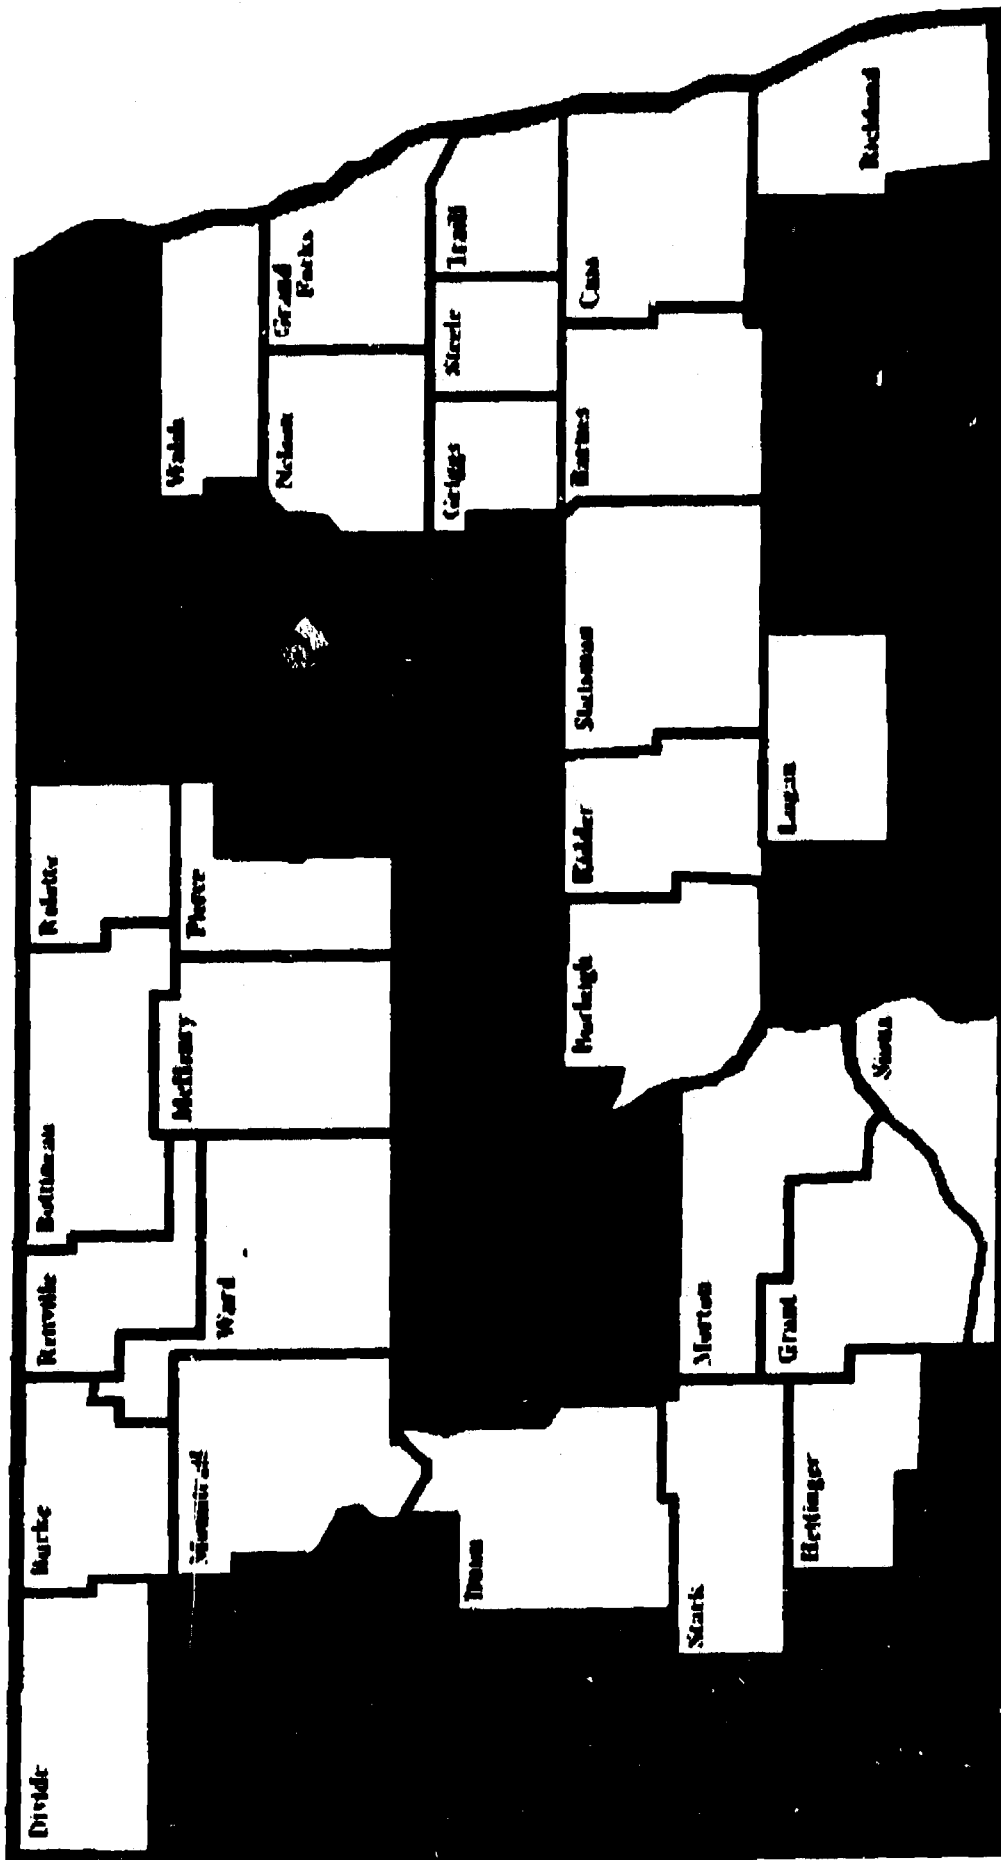 Divide
Burke
Renville
Bottineau
Rolette
Mountrail
Ward
McHenry
Pierce
Walsh
Nelson
Grand
Forks
Dunn
Griggs
Steele
Traill
Burleigh
Kidder
Stutsman
Barnes
Cass
Stark
Morton
Hettinger
Grant
Sioux
Logan
Richland